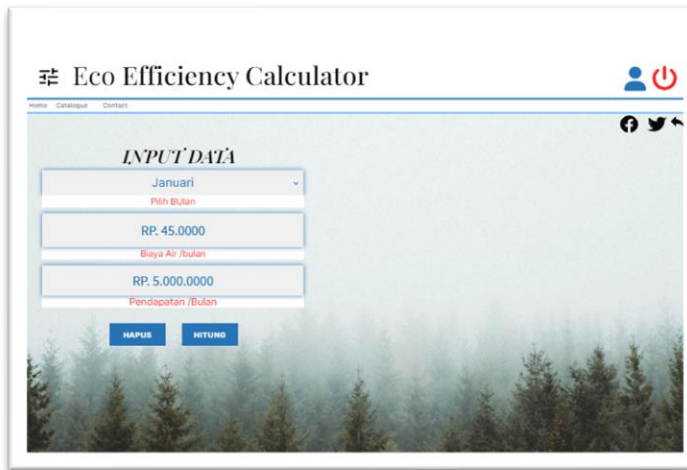 Eco Efficiency Calculator
Home Catalogue Contact
INPUT DATA
Januari
Pilih BUlan
RP. 45.0000
Biaya Air /bulan
RP. 5.000.0000
Pendapatan /Bulan
HAPUS HITUNG